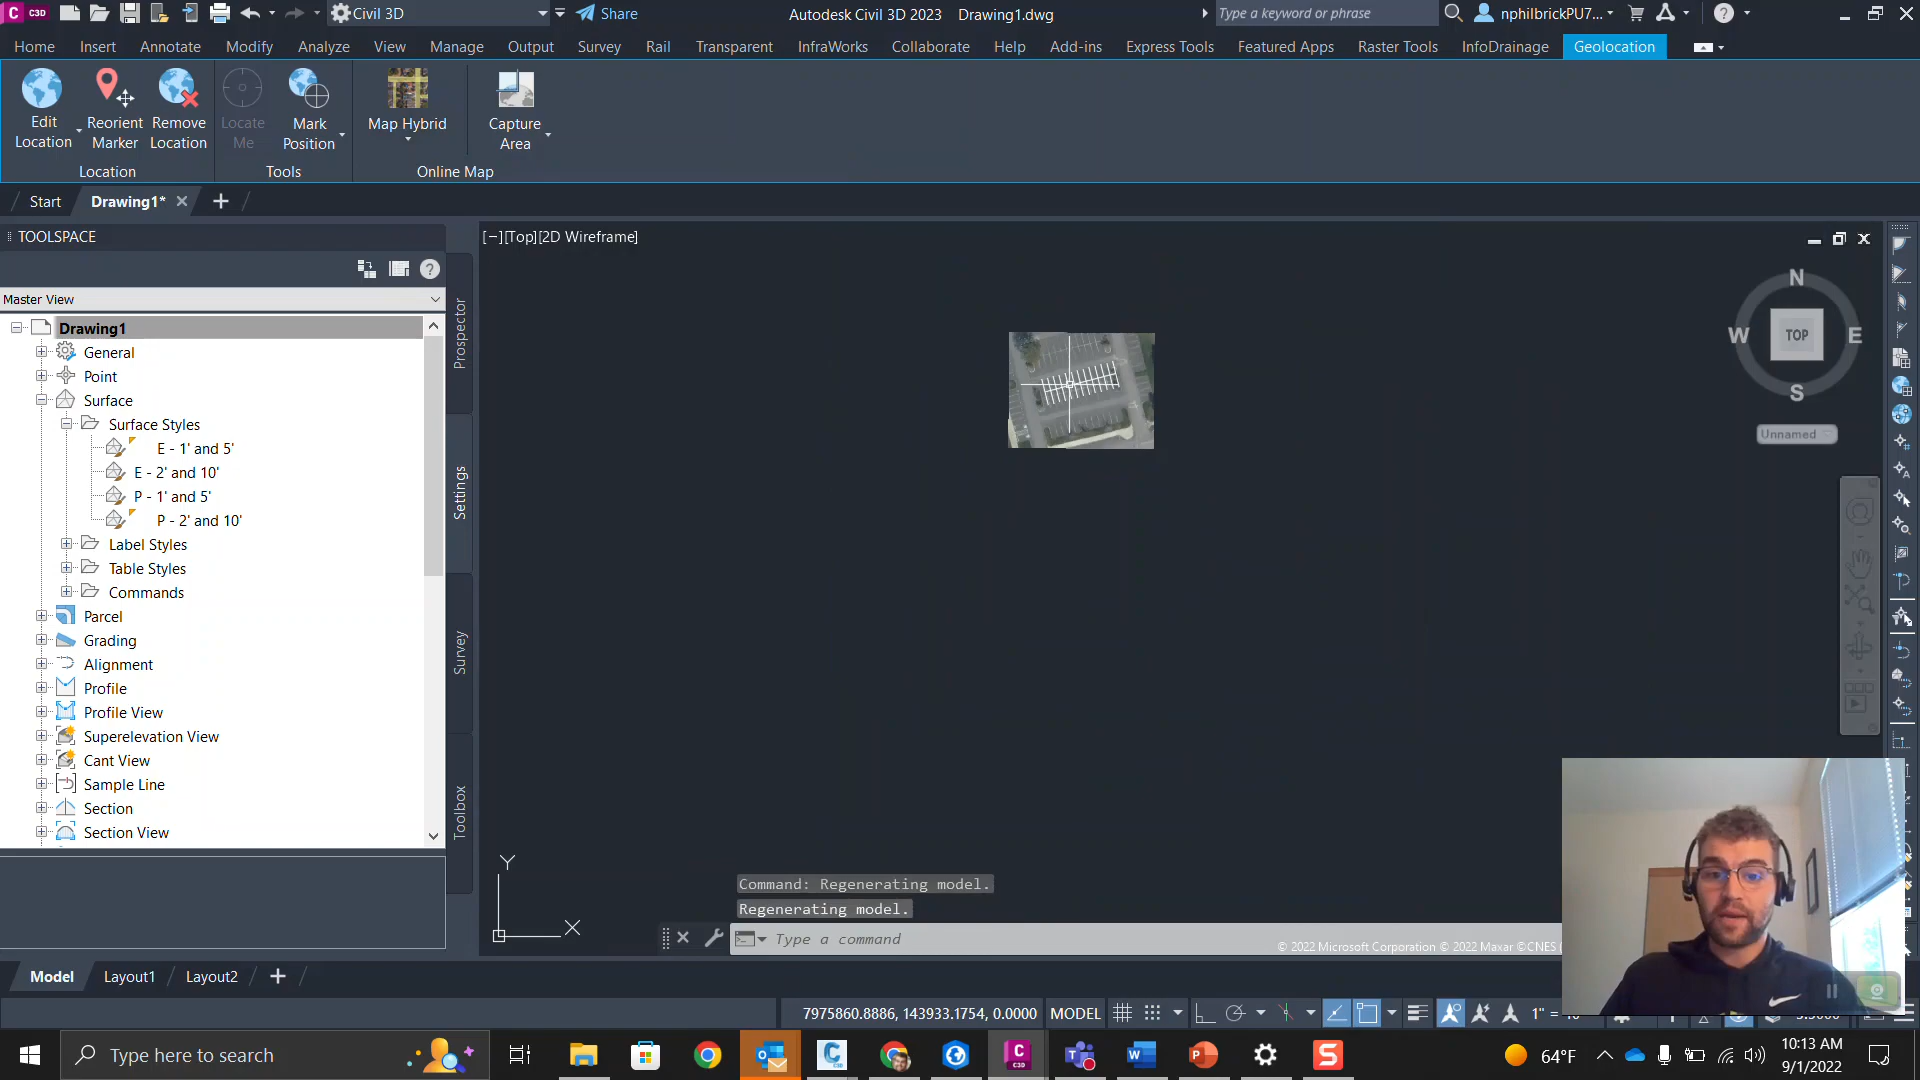 C3D
Civil 3D
Share
Autodesk Civil 3D 2023 Drawing1.dwg
Type a keyword or phrase
nphilbrickPU7...
Home Insert Annotate Modify Analyze View Manage Output Survey Rail Transparent InfraWorks Collaborate Help Add-ins Express Tools Featured Apps Raster Tools InfoDrainage Geolocation
Edit Location
Reorient Marker
Remove Location
Locate Me
Mark Position
Map Hybrid
Capture Area
Location
Tools
Online Map
Start
Drawing1*
TOOLSPACE
[−][Top][2D Wireframe]
Master View
Drawing1
General
Point
Surface
Surface Styles
E - 1' and 5'
E - 2' and 10'
P - 1' and 5'
P - 2' and 10'
Label Styles
Table Styles
Commands
Parcel
Grading
Alignment
Profile
Profile View
Superelevation View
Cant View
Sample Line
Section
Section View
Prospector
Settings
Survey
Toolbox
N
W
TOP
E
S
Unnamed
Y
X
Command: Regenerating model.
Regenerating model.
Type a command
© 2022 Microsoft Corporation © 2022 Maxar ©CNES (
Model
Layout1
Layout2
7975860.8886, 143933.1754, 0.0000
MODEL
Type here to search
64°F
10:13 AM
9/1/2022